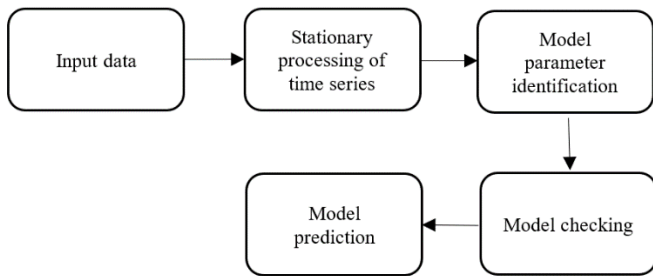 Input data
Stationary
processing of
time series
Model
parameter
identification
Model checking
Model
prediction